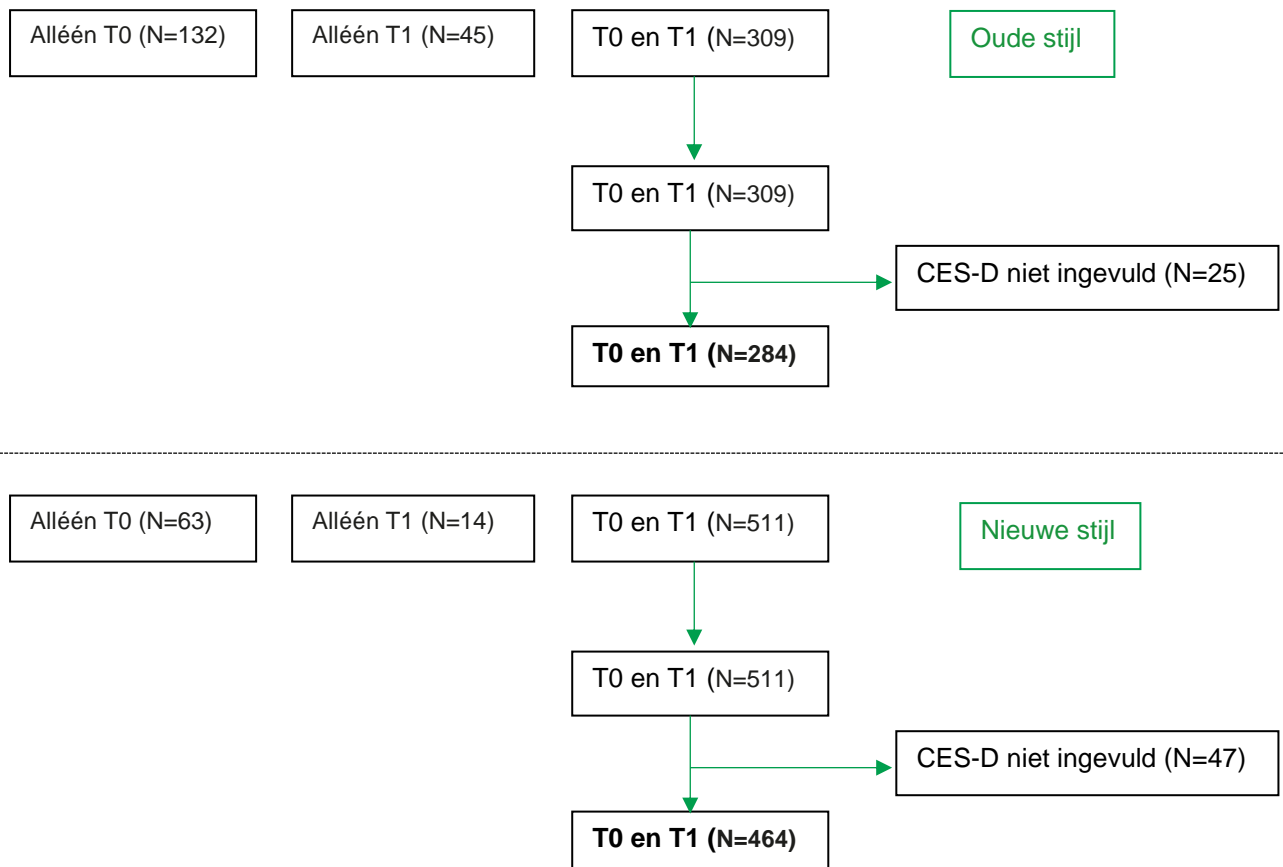 Alléén T0 (N=132)
Alléén T1 (N=45)
T0 en T1 (N=309)
Oude stijl
T0 en T1 (N=309)
CES-D niet ingevuld (N=25)
T0 en T1 (N=284)
Alléén T0 (N=63)
Alléén T1 (N=14)
T0 en T1 (N=511)
Nieuwe stijl
T0 en T1 (N=511)
CES-D niet ingevuld (N=47)
T0 en T1 (N=464)